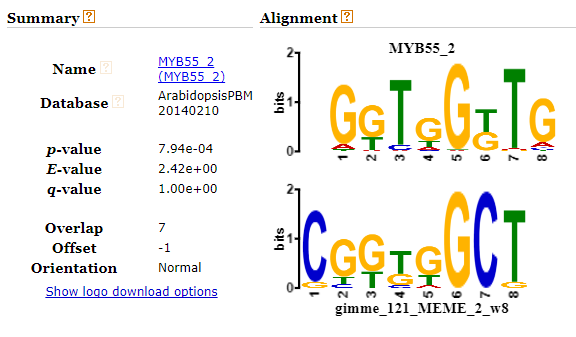 Summary ? Alignment ?
Name ? MYB55_2
(MYB55_2)
Database ? ArabidopsisPBM
20140210
p-value 7.94e-04
E-value 2.42e+00
q-value 1.00e+00
Overlap 7
Offset -1
Orientation Normal
Show logo download options
MYB55_2
bits
2
1
0
G G T G G T T G
1 2 3 4 5 6 7 8
bits
2
1
0
C G G T G G C T
1 2 3 4 5 6 7 8
gimme_121_MEME_2_w8